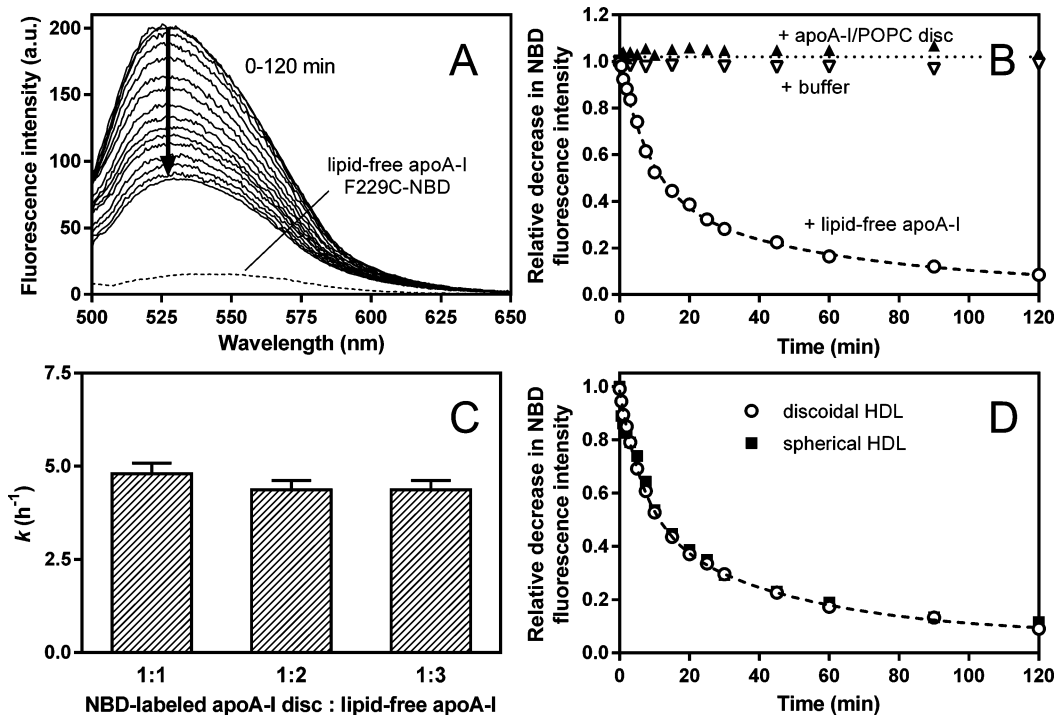 A
Fluorescence intensity (a.u.)
200
150
100
50
0
0-120 min
lipid-free apoA-I
F229C-NBD
500 525 550 575 600 625 650
Wavelength (nm)
B
Relative decrease in NBD
fluorescence intensity
1.2
1.0
0.8
0.6
0.4
0.2
0.0
+ apoA-I/POPC disc
+ buffer
+ lipid-free apoA-I
0 20 40 60 80 100 120
Time (min)
C
k (h⁻¹)
7.5
5.0
2.5
0.0
1:1 1:2 1:3
NBD-labeled apoA-I disc : lipid-free apoA-I
D
Relative decrease in NBD
fluorescence intensity
1.0
0.8
0.6
0.4
0.2
0.0
discoidal HDL
spherical HDL
0 20 40 60 80 100 120
Time (min)